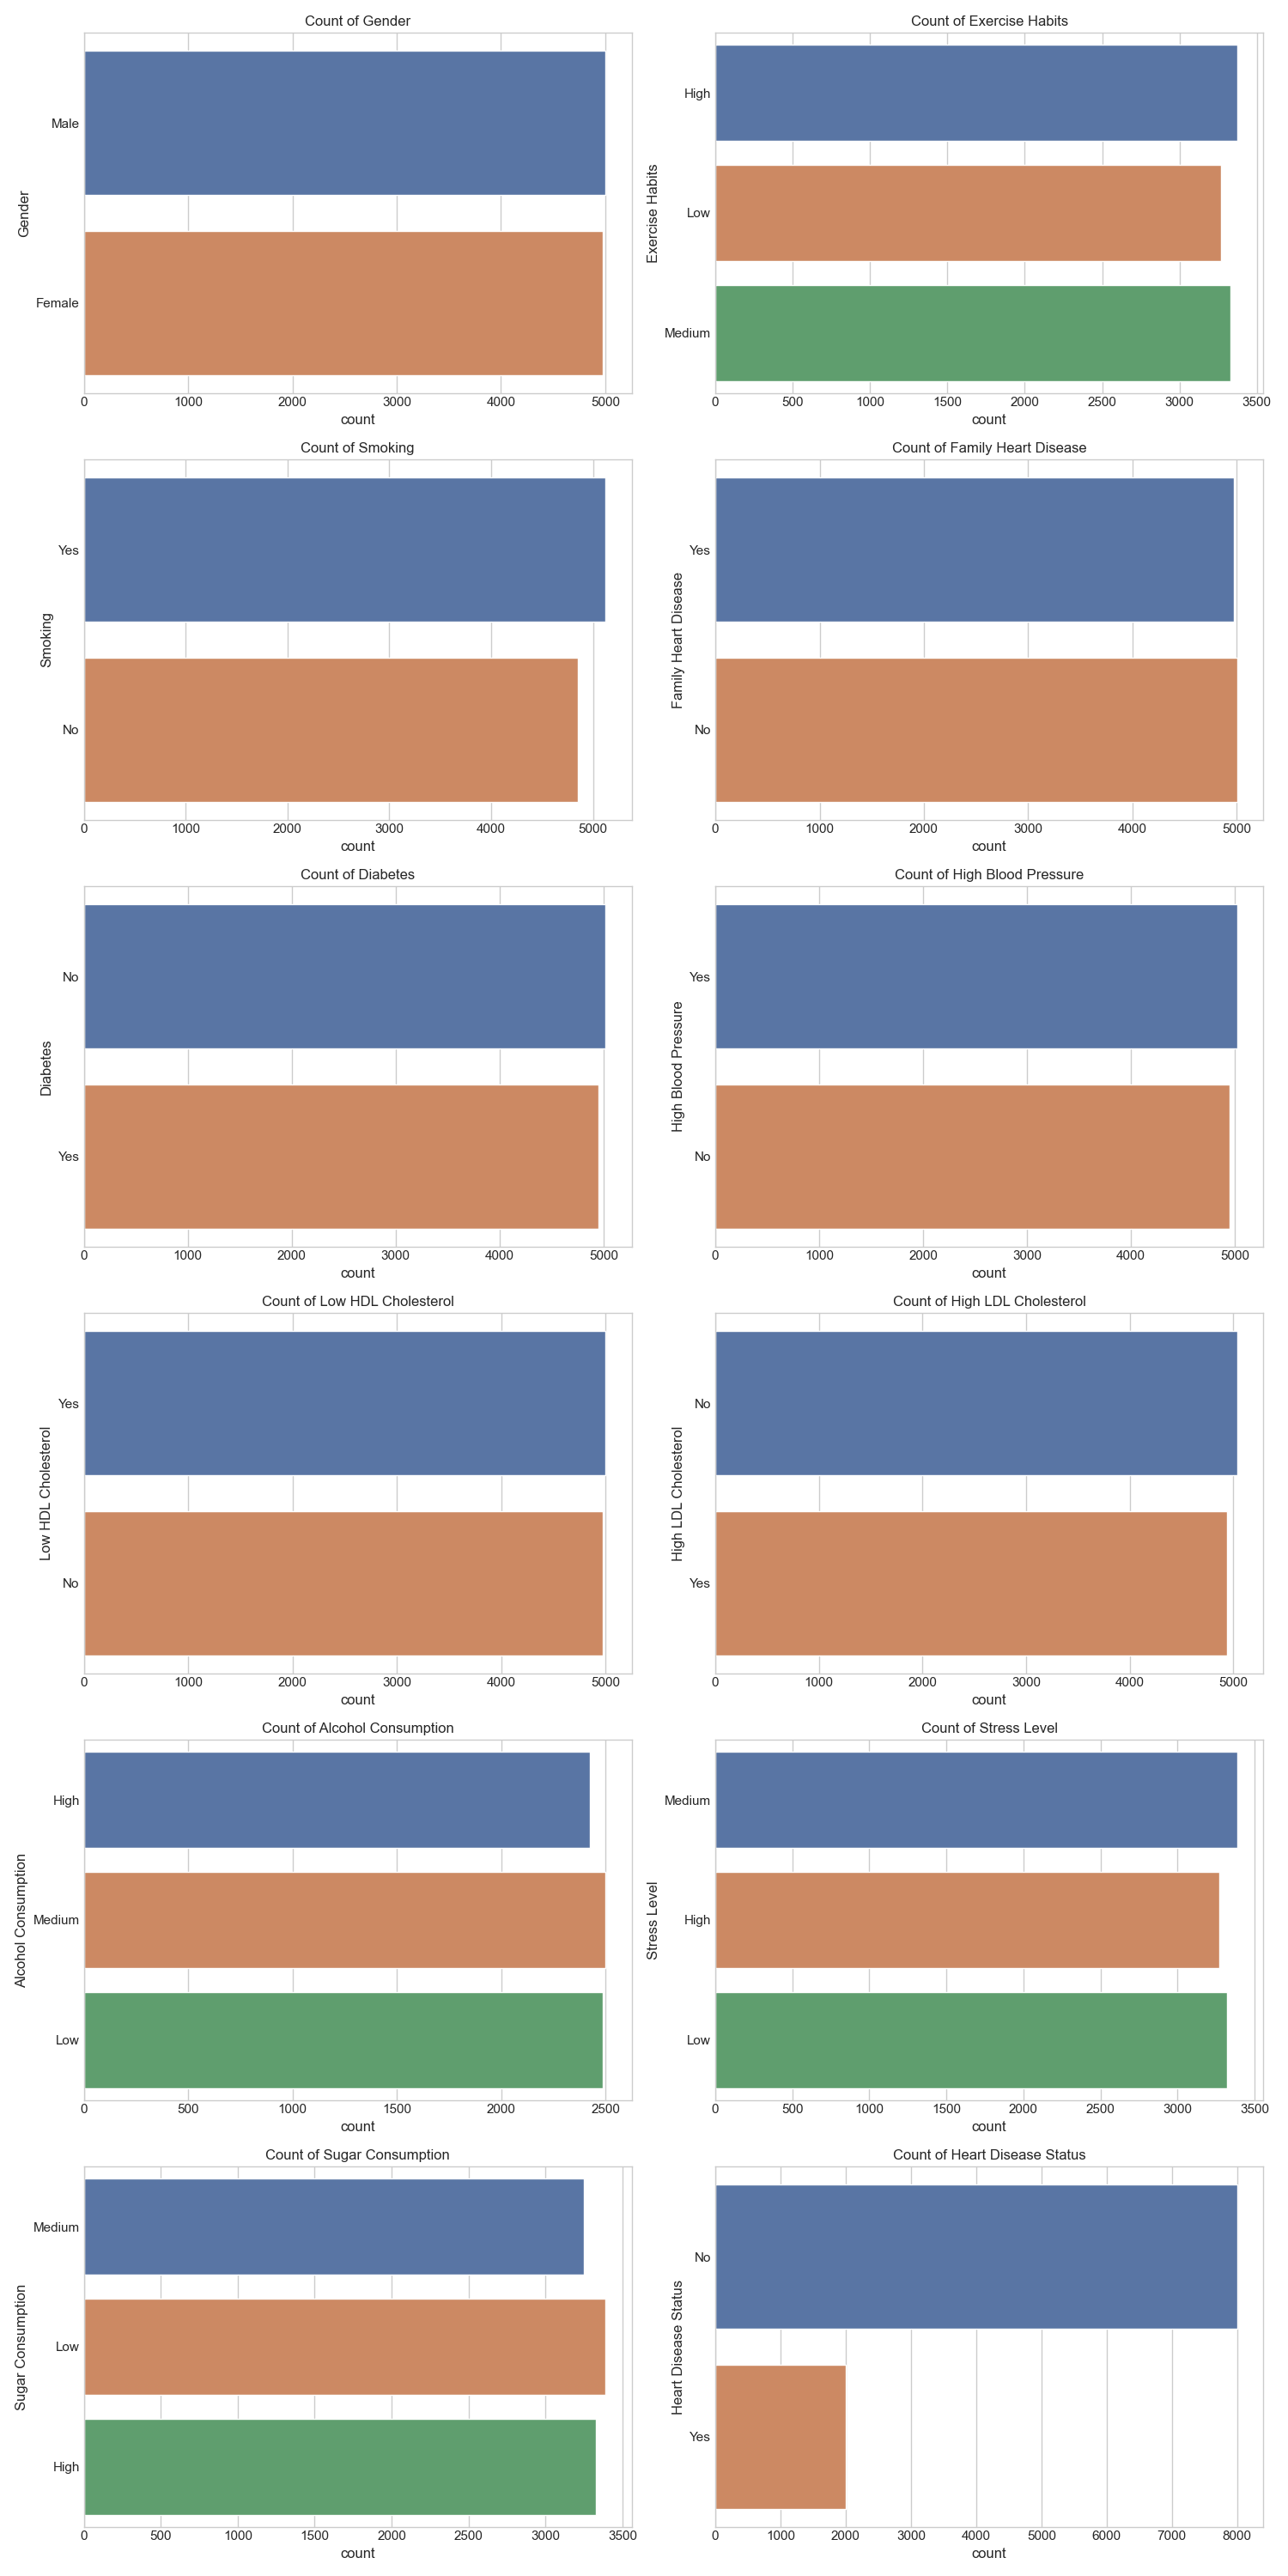 Count of Gender
Gender
Male
Female
0 1000 2000 3000 4000 5000
count
Count of Exercise Habits
Exercise Habits
High
Low
Medium
0 500 1000 1500 2000 2500 3000 3500
count
Count of Smoking
Smoking
Yes
No
0 1000 2000 3000 4000 5000
count
Count of Family Heart Disease
Family Heart Disease
Yes
No
0 1000 2000 3000 4000 5000
count
Count of Diabetes
Diabetes
No
Yes
0 1000 2000 3000 4000 5000
count
Count of High Blood Pressure
High Blood Pressure
Yes
No
0 1000 2000 3000 4000 5000
count
Count of Low HDL Cholesterol
Low HDL Cholesterol
Yes
No
0 1000 2000 3000 4000 5000
count
Count of High LDL Cholesterol
High LDL Cholesterol
No
Yes
0 1000 2000 3000 4000 5000
count
Count of Alcohol Consumption
Alcohol Consumption
High
Medium
Low
0 500 1000 1500 2000 2500
count
Count of Stress Level
Stress Level
Medium
High
Low
0 500 1000 1500 2000 2500 3000 3500
count
Count of Sugar Consumption
Sugar Consumption
Medium
Low
High
0 500 1000 1500 2000 2500 3000 3500
count
Count of Heart Disease Status
Heart Disease Status
No
Yes
0 1000 2000 3000 4000 5000 6000 7000 8000
count